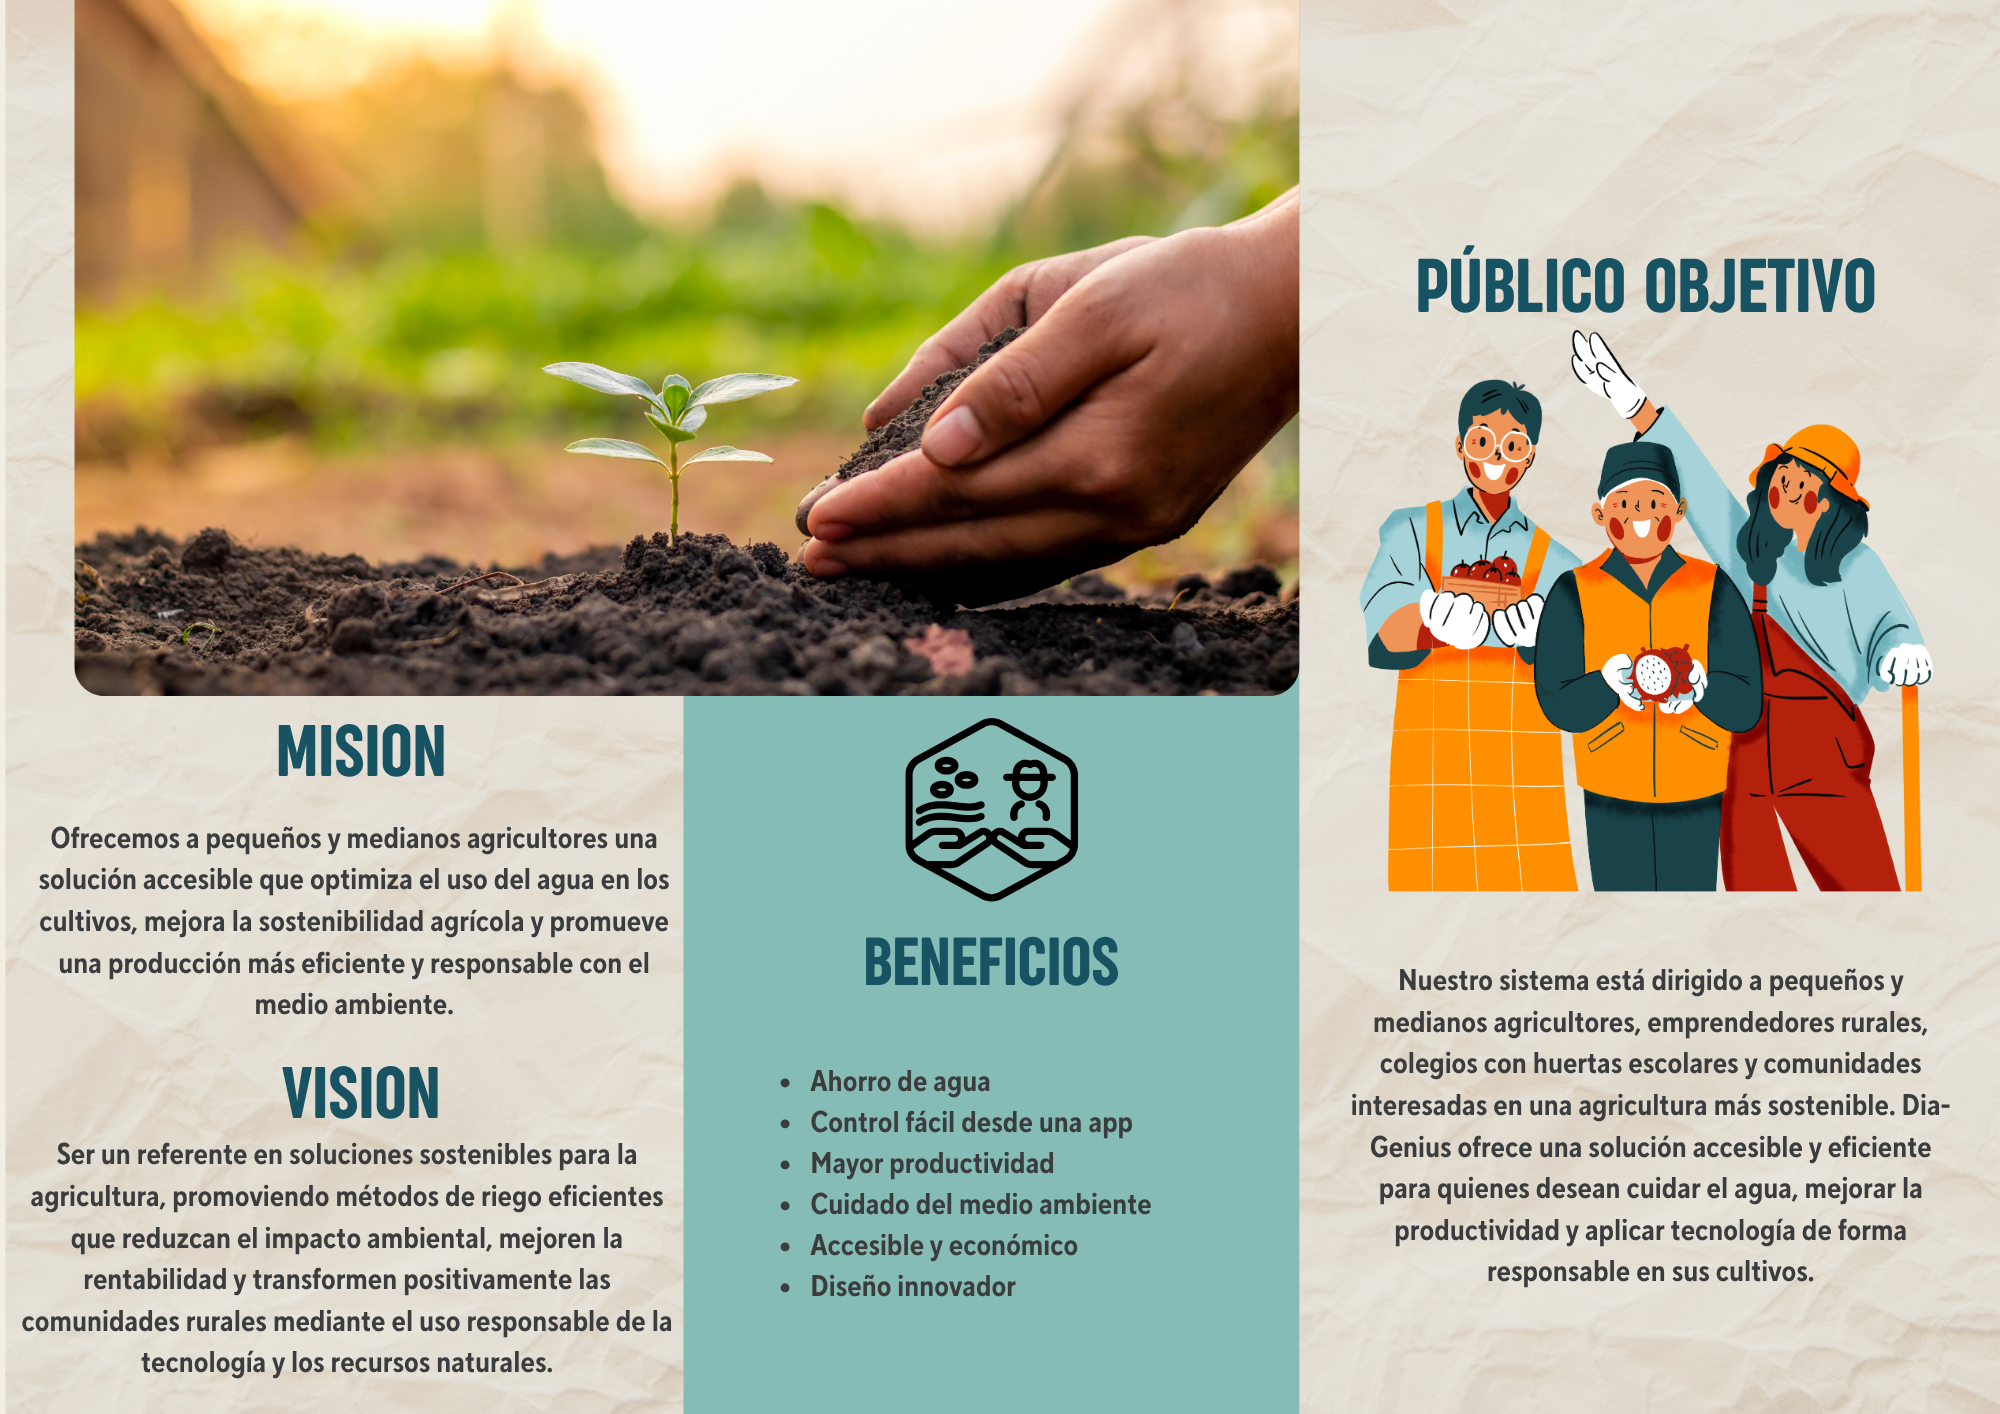 MISION
Ofrecemos a pequeños y medianos agricultores una
solución accesible que optimiza el uso del agua en los
cultivos, mejora la sostenibilidad agrícola y promueve
una producción más eficiente y responsable con el
medio ambiente.
VISION
Ser un referente en soluciones sostenibles para la
agricultura, promoviendo métodos de riego eficientes
que reduzcan el impacto ambiental, mejoren la
rentabilidad y transformen positivamente las
comunidades rurales mediante el uso responsable de la
tecnología y los recursos naturales.
BENEFICIOS
• Ahorro de agua
• Control fácil desde una app
• Mayor productividad
• Cuidado del medio ambiente
• Accesible y económico
• Diseño innovador
PÚBLICO OBJETIVO
Nuestro sistema está dirigido a pequeños y
medianos agricultores, emprendedores rurales,
colegios con huertas escolares y comunidades
interesadas en una agricultura más sostenible. Dia-
Genius ofrece una solución accesible y eficiente
para quienes desean cuidar el agua, mejorar la
productividad y aplicar tecnología de forma
responsable en sus cultivos.